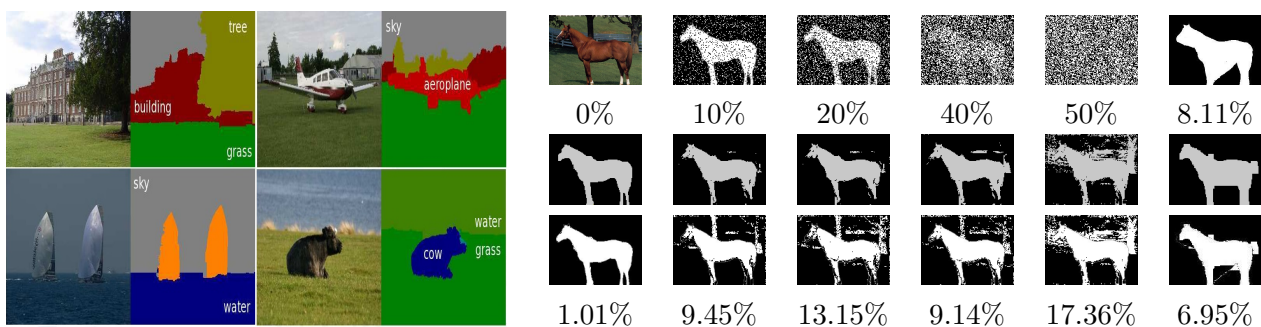 tree
building
grass
sky
aeroplane
sky
water
water
grass
cow
0% 10% 20% 40% 50% 8.11%
1.01% 9.45% 13.15% 9.14% 17.36% 6.95%